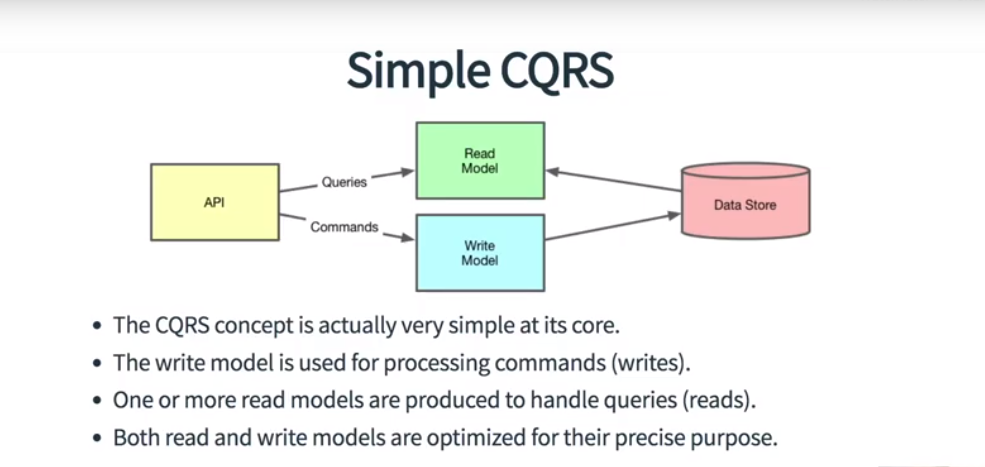 Simple CQRS
Read
Model
Queries
API
Data Store
Commands
Write
Model
• The CQRS concept is actually very simple at its core.
• The write model is used for processing commands (writes).
• One or more read models are produced to handle queries (reads).
• Both read and write models are optimized for their precise purpose.